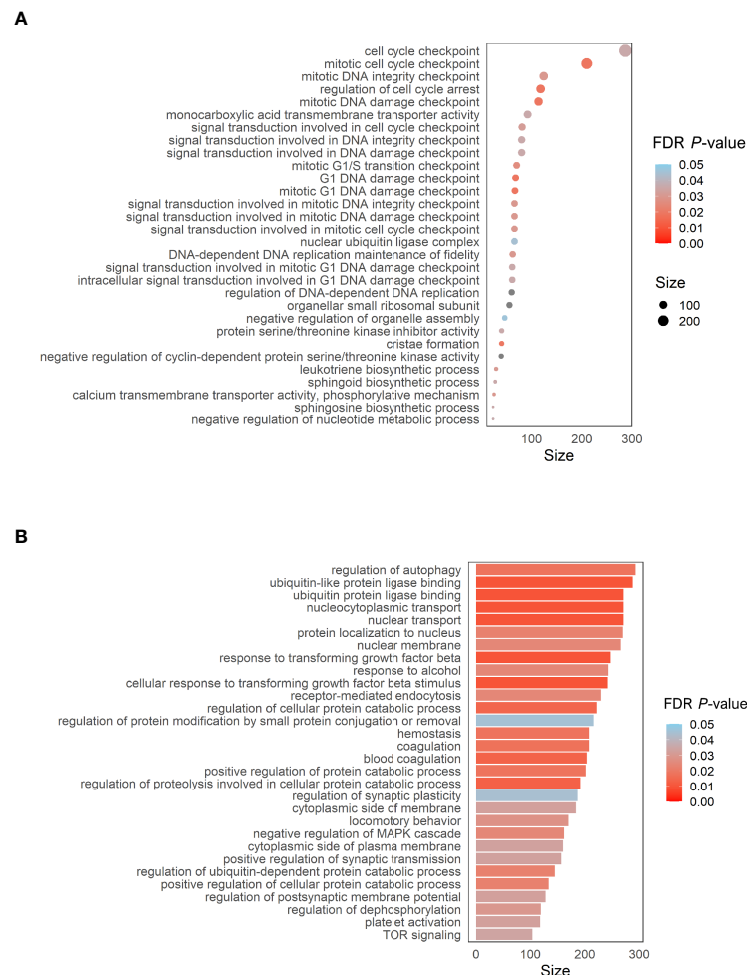 A
cell cycle checkpoint
mitotic cell cycle checkpoint
mitotic DNA integrity checkpoint
regulation of cell cycle arrest
mitotic DNA damage checkpoint
monocarboxylic acid transmembrane transporter activity
signal transduction involved in cell cycle checkpoint
signal transduction involved in DNA integrity checkpoint
signal transduction involved in DNA damage checkpoint
mitotic G1/S transition checkpoint
G1 DNA damage checkpoint
mitotic G1 DNA damage checkpoint
signal transduction involved in mitotic DNA integrity checkpoint
signal transduction involved in mitotic DNA damage checkpoint
signal transduction involved in mitotic cell cycle checkpoint
nuclear ubiquitin ligase complex
DNA-dependent DNA replication maintenance of fidelity
signal transduction involved in mitotic G1 DNA damage checkpoint
intracellular signal transduction involved in G1 DNA damage checkpoint
regulation of DNA-dependent DNA replication
organellar small ribosomal subunit
negative regulation of organelle assembly
protein serine/threonine kinase inhibitor activity
cristae formation
negative regulation of cyclin-dependent protein serine/threonine kinase activity
leukotriene biosynthetic process
sphingoid biosynthetic process
calcium transmembrane transporter activity, phosphorylative mechanism
sphingosine biosynthetic process
negative regulation of nucleotide metabolic process
100 200 300
Size
FDR P-value
0.05
0.04
0.03
0.02
0.01
0.00
Size
100
200
B
regulation of autophagy
ubiquitin-like protein ligase binding
ubiquitin protein ligase binding
nucleocytoplasmic transport
nuclear transport
protein localization to nucleus
nuclear membrane
response to transforming growth factor beta
response to alcohol
cellular response to transforming growth factor beta stimulus
receptor-mediated endocytosis
regulation of cellular protein catabolic process
regulation of protein modification by small protein conjugation or removal
hemostasis
coagulation
blood coagulation
positive regulation of protein catabolic process
regulation of proteolysis involved in cellular protein catabolic process
regulation of synaptic plasticity
cytoplasmic side of membrane
locomotory behavior
negative regulation of MAPK cascade
cytoplasmic side of plasma membrane
positive regulation of synaptic transmission
regulation of ubiquitin-dependent protein catabolic process
positive regulation of cellular protein catabolic process
regulation of postsynaptic membrane potential
regulation of dephosphorylation
platelet activation
TOR signaling
0 100 200 300
Size
FDR P-value
0.05
0.04
0.03
0.02
0.01
0.00